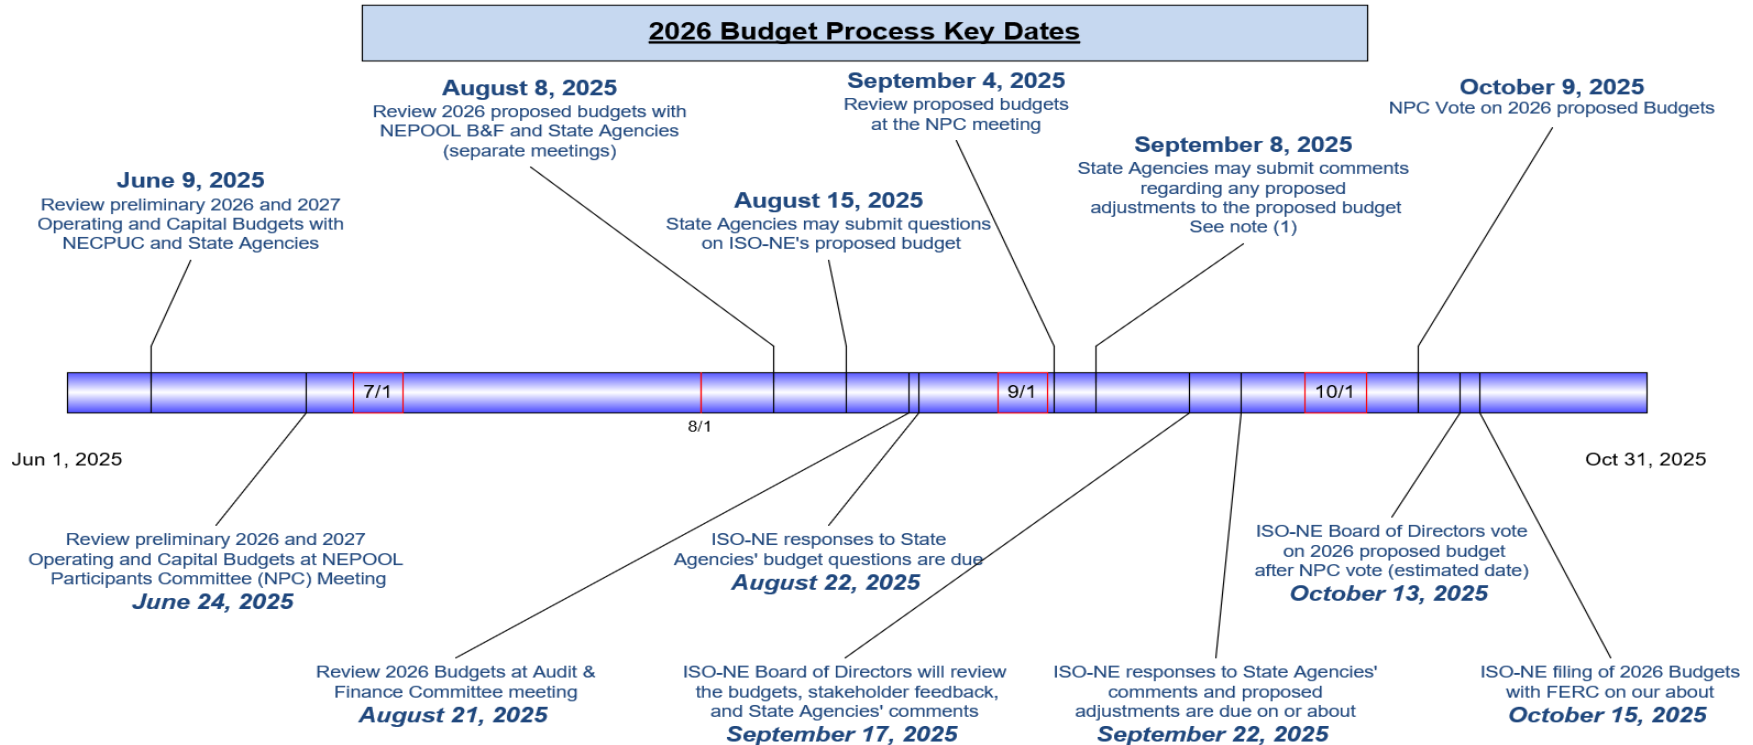 2026 Budget Process Key Dates
August 8, 2025
Review 2026 proposed budgets with
NEPOOL B&F and State Agencies
(separate meetings)
September 4, 2025
Review proposed budgets
at the NPC meeting
October 9, 2025
NPC Vote on 2026 proposed Budgets
June 9, 2025
Review preliminary 2026 and 2027
Operating and Capital Budgets with
NECPUC and State Agencies
August 15, 2025
State Agencies may submit questions
on ISO-NE's proposed budget
September 8, 2025
State Agencies may submit comments
regarding any proposed
adjustments to the proposed budget
See note (1)
7/1
8/1
9/1
10/1
Jun 1, 2025
Oct 31, 2025
Review preliminary 2026 and 2027
Operating and Capital Budgets at NEPOOL
Participants Committee (NPC) Meeting
June 24, 2025
ISO-NE responses to State
Agencies' budget questions are due
August 22, 2025
ISO-NE Board of Directors vote
on 2026 proposed budget
after NPC vote (estimated date)
October 13, 2025
Review 2026 Budgets at Audit &
Finance Committee meeting
August 21, 2025
ISO-NE Board of Directors will review
the budgets, stakeholder feedback,
and State Agencies' comments
September 17, 2025
ISO-NE responses to State Agencies'
comments and proposed
adjustments are due on or about
September 22, 2025
ISO-NE filing of 2026 Budgets
with FERC on our about
October 15, 2025